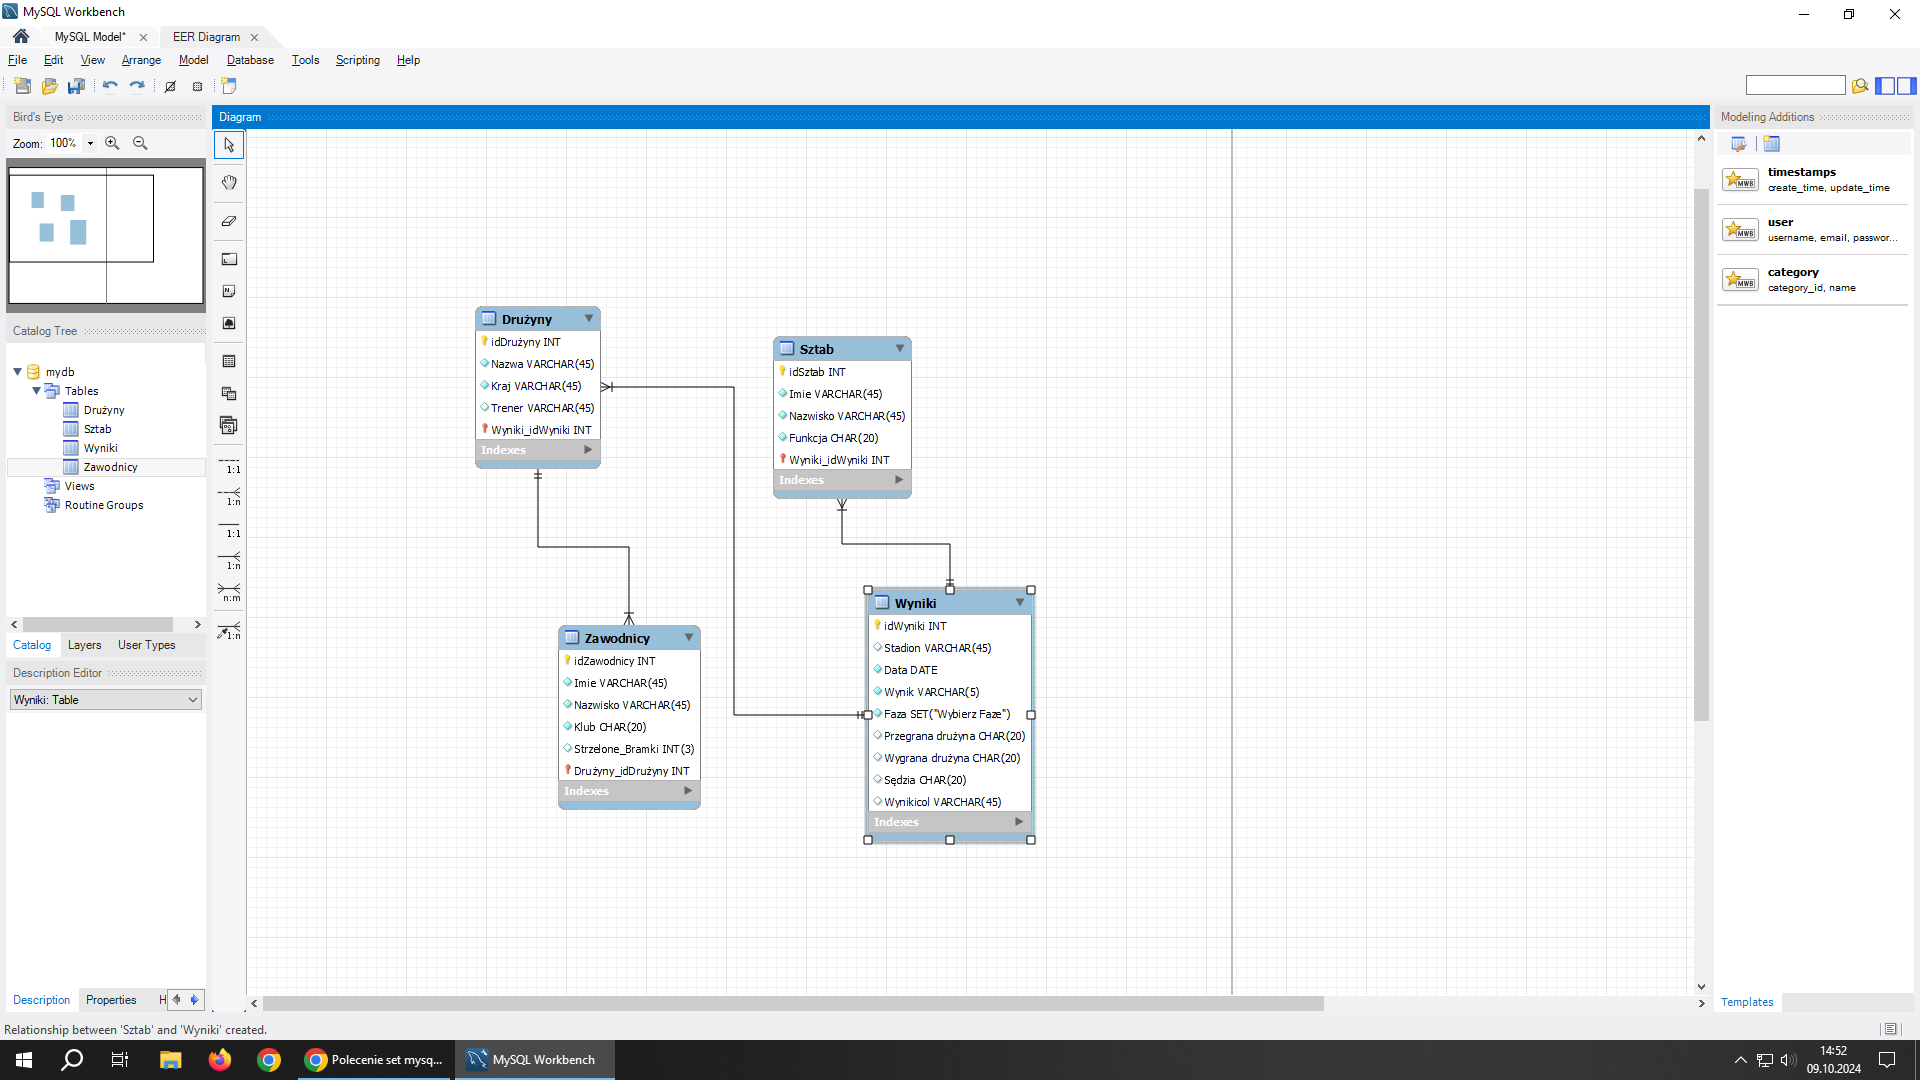 MySQL Workbench
MySQL Model*
EER Diagram
File Edit View Arrange Model Database Tools Scripting Help
Bird's Eye
Zoom: 100%
Catalog Tree
mydb
Tables
Drużyny
Sztab
Wyniki
Zawodnicy
Views
Routine Groups
Catalog Layers User Types
Description Editor
Wyniki: Table
Description Properties H
Diagram
1:1
1:n
1:1
1:n
n:m
1:n
Drużyny
idDrużyny INT
Nazwa VARCHAR(45)
Kraj VARCHAR(45)
Trener VARCHAR(45)
Wyniki_idWyniki INT
Indexes
Sztab
idSztab INT
Imie VARCHAR(45)
Nazwisko VARCHAR(45)
Funkcja CHAR(20)
Wyniki_idWyniki INT
Indexes
Zawodnicy
idZawodnicy INT
Imie VARCHAR(45)
Nazwisko VARCHAR(45)
Klub CHAR(20)
Strzelone_Bramki INT(3)
Drużyny_idDrużyny INT
Indexes
Wyniki
idWyniki INT
Stadion VARCHAR(45)
Data DATE
Wynik VARCHAR(5)
Faza SET("Wybierz Faze")
Przegrana drużyna CHAR(20)
Wygrana drużyna CHAR(20)
Sędzia CHAR(20)
Wynikicol VARCHAR(45)
Indexes
Modeling Additions
timestamps
create_time, update_time
user
username, email, passwor...
category
category_id, name
MWB
MWB
MWB
Templates
Relationship between 'Sztab' and 'Wyniki' created.
Polecenie set mysq...
MySQL Workbench
14:52
09.10.2024